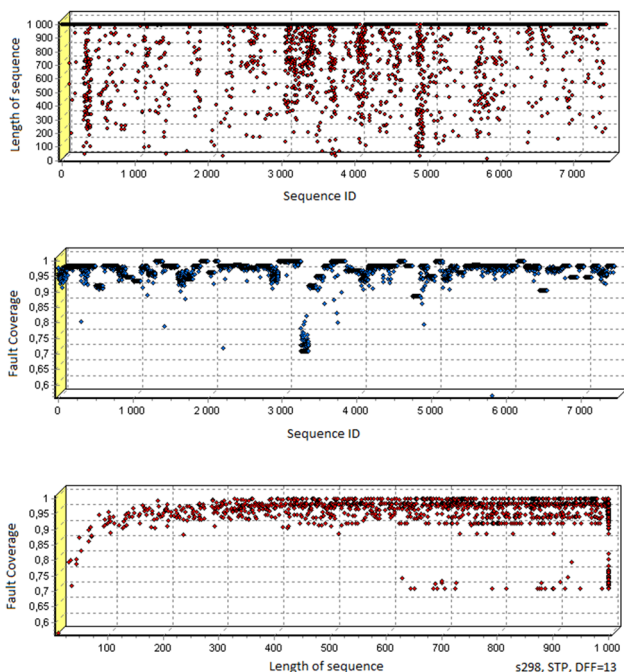 Length of sequence
1 000
900
800
700
600
500
400
300
200
100
0
0 1 000 2 000 3 000 4 000 5 000 6 000 7 000
Sequence ID
Fault Coverage
1
0,95
0,9
0,85
0,8
0,75
0,7
0,65
0,6
0 1 000 2 000 3 000 4 000 5 000 6 000 7 000
Sequence ID
Fault Coverage
1
0,95
0,9
0,85
0,8
0,75
0,7
0,65
0,6
100 200 300 400 500 600 700 800 900 1 000
Length of sequence
s298, STP, DFF=13